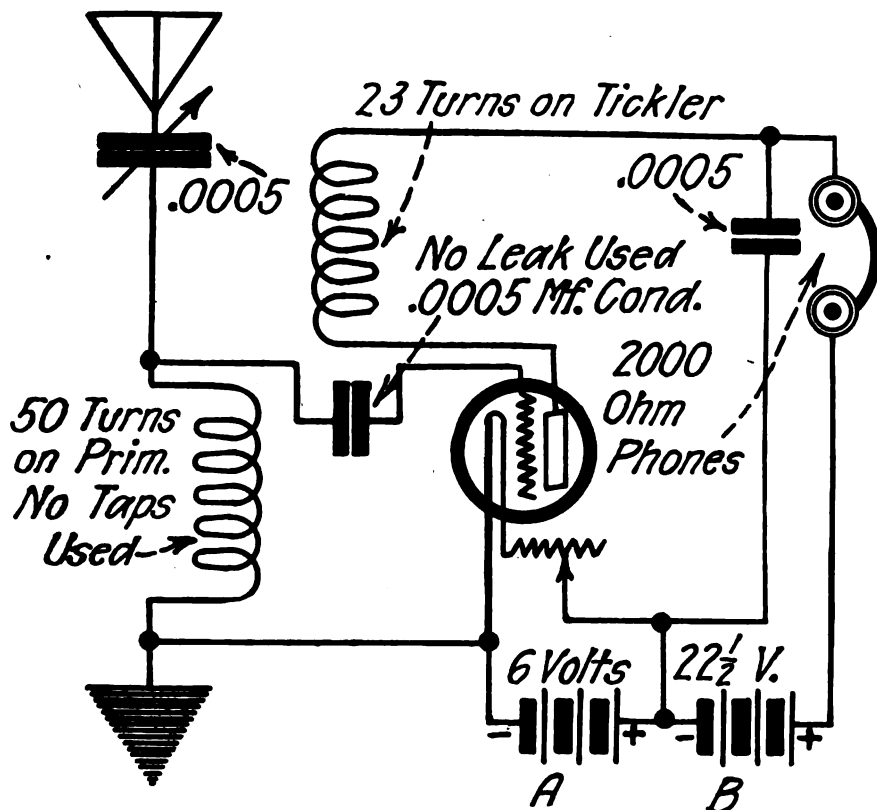 23 Turns on Tickler
.0005
.0005
No Leak Used
.0005 Mf. Cond.
2000
Ohm
Phones
50 Turns
on Prim.
No Taps
Used
6 Volts
22½ V.
- +
- +
A
B